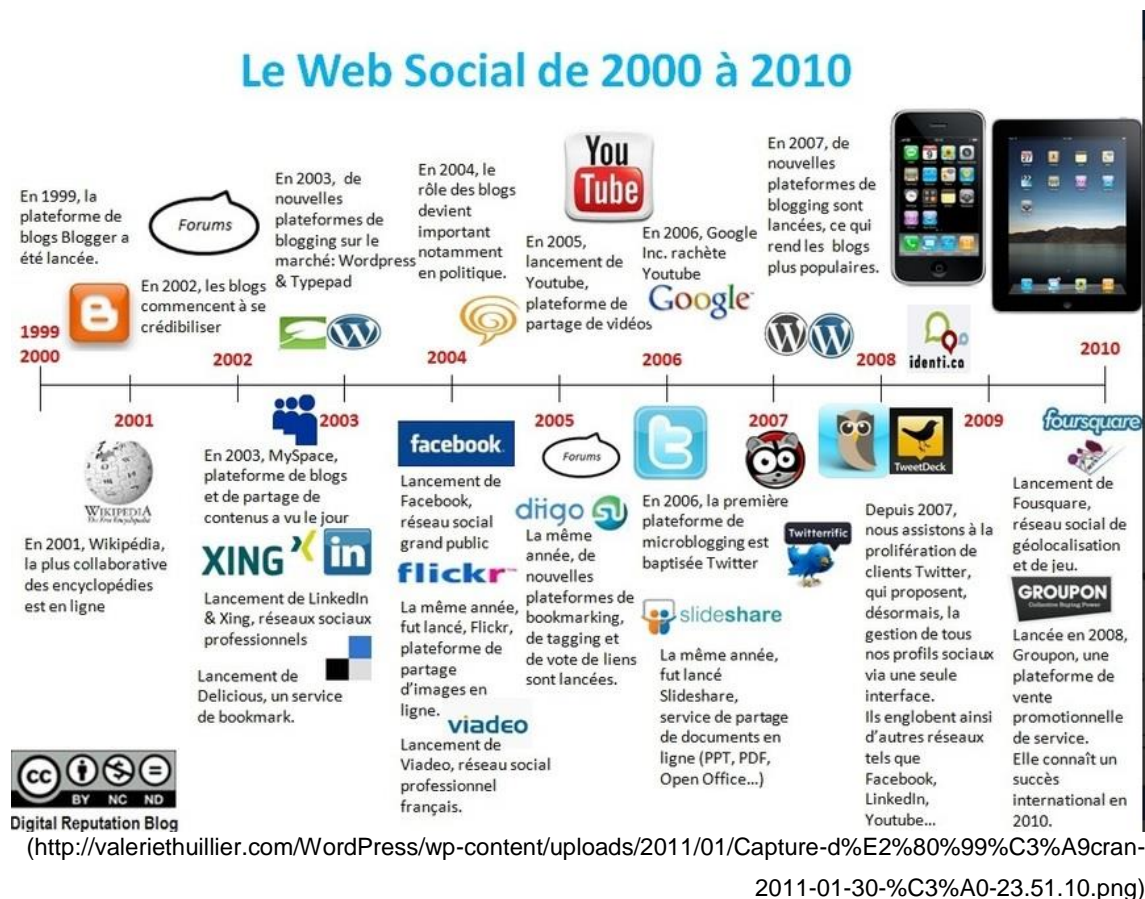 Le Web Social de 2000 à 2010
En 1999, la
plateforme de
blogs Blogger a
été lancée.
Forums
En 2002, les blogs
commencent à se
crédibiliser
En 2003, de
nouvelles
plateformes de
blogging sur le
marché: Wordpress
& Typepad
En 2004, le
rôle des blogs
devient
important
notamment
en politique.
You
Tube
En 2005,
lancement de
Youtube,
plateforme de
partage de vidéos
En 2006, Google
Inc. rachète
Youtube
Google
En 2007, de
nouvelles
plateformes de
blogging sont
lancées, ce qui
rend les blogs
plus populaires.
identi.ca
1999
2000
2002
2004
2006
2008
2010
2001
2003
2005
2007
2009
WIKIPEDIA
The Free Encyclopedia
En 2001, Wikipédia,
la plus collaborative
des encyclopédies
est en ligne
En 2003, MySpace,
plateforme de blogs
et de partage de
contenus a vu le jour
XING
in
Lancement de LinkedIn
& Xing, réseaux sociaux
professionnels
Lancement de
Delicious, un service
de bookmark.
facebook
Lancement de
Facebook,
réseau social
grand public
flickr
La même année,
fut lancé, Flickr,
plateforme de
partage
d'images en
ligne.
viadeo
Lancement de
Viadeo, réseau social
professionnel
français.
Forums
diigo
La même
année, de
nouvelles
plateformes de
bookmarking,
de tagging et
de vote de liens
sont lancées.
En 2006, la première
plateforme de
microblogging est
baptisée Twitter
Twitterrific
slideshare
La même année,
fut lancé
Slideshare,
service de partage
de documents en
ligne (PPT, PDF,
Open Office...)
TweetDeck
Depuis 2007,
nous assistons à la
prolifération de
clients Twitter,
qui proposent,
désormais, la
gestion de tous
nos profils sociaux
via une seule
interface.
Ils englobent ainsi
d'autres réseaux
tels que
Facebook,
LinkedIn,
Youtube...
foursquare
Lancement de
Fousquare,
réseau social de
géolocalisation
et de jeu.
GROUPON
Collective Buying Power
Lancée en 2008,
Groupon, une
plateforme de
vente
promotionnelle
de service.
Elle connaît un
succès
international en
2010.
cc
BY NC ND
Digital Reputation Blog
(http://valeriethuillier.com/WordPress/wp-content/uploads/2011/01/Capture-d%E2%80%99%C3%A9cran-
2011-01-30-%C3%A0-23.51.10.png)